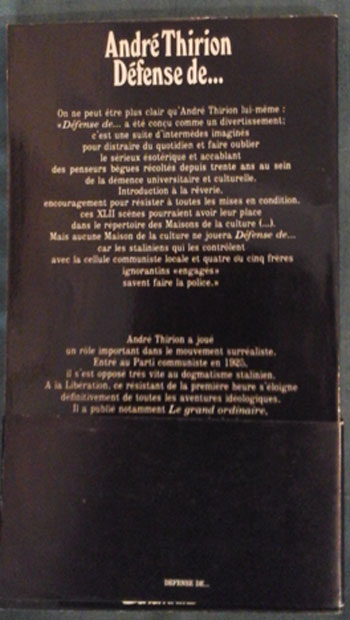 André Thirion
Défense de...
On ne peut être plus clair qu'André Thirion lui-même :
«Défense de... a été conçu comme un divertissement;
c'est une suite d'intermèdes imaginés
pour distraire du quotidien et faire oublier
le sérieux ésotérique et accablant
des penseurs bègues récoltés depuis trente ans au sein
de la démence universitaire et culturelle.
Introduction à la rêverie,
encouragement pour résister à toutes les mises en condition,
ces XLII scènes pourraient avoir leur place
dans le répertoire des Maisons de la culture (...).
Mais aucune Maison de la culture ne jouera Défense de...
car les staliniens qui les contrôlent
avec la cellule communiste locale et quatre ou cinq frères
ignorantins «engagés»
savent faire la police.»
André Thirion a joué
un rôle important dans le mouvement surréaliste.
Entré au Parti communiste en 1925,
il s'est opposé très vite au dogmatisme stalinien.
A la Libération, ce résistant de la première heure s'éloigne
définitivement de toutes les aventures idéologiques.
Il a publié notamment Le grand ordinaire,
DEFENSE DE...